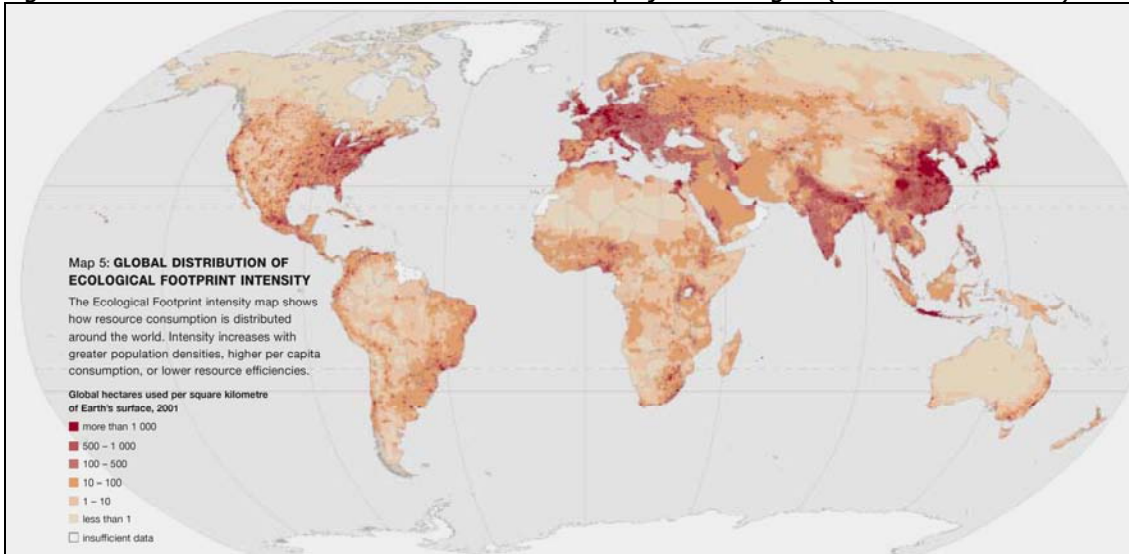 Map 5: GLOBAL DISTRIBUTION OF
ECOLOGICAL FOOTPRINT INTENSITY
The Ecological Footprint intensity map shows
how resource consumption is distributed
around the world. Intensity increases with
greater population densities, higher per capita
consumption, or lower resource efficiencies.
Global hectares used per square kilometre
of Earth's surface, 2001
more than 1 000
500 – 1 000
100 – 500
10 – 100
1 – 10
less than 1
insufficient data